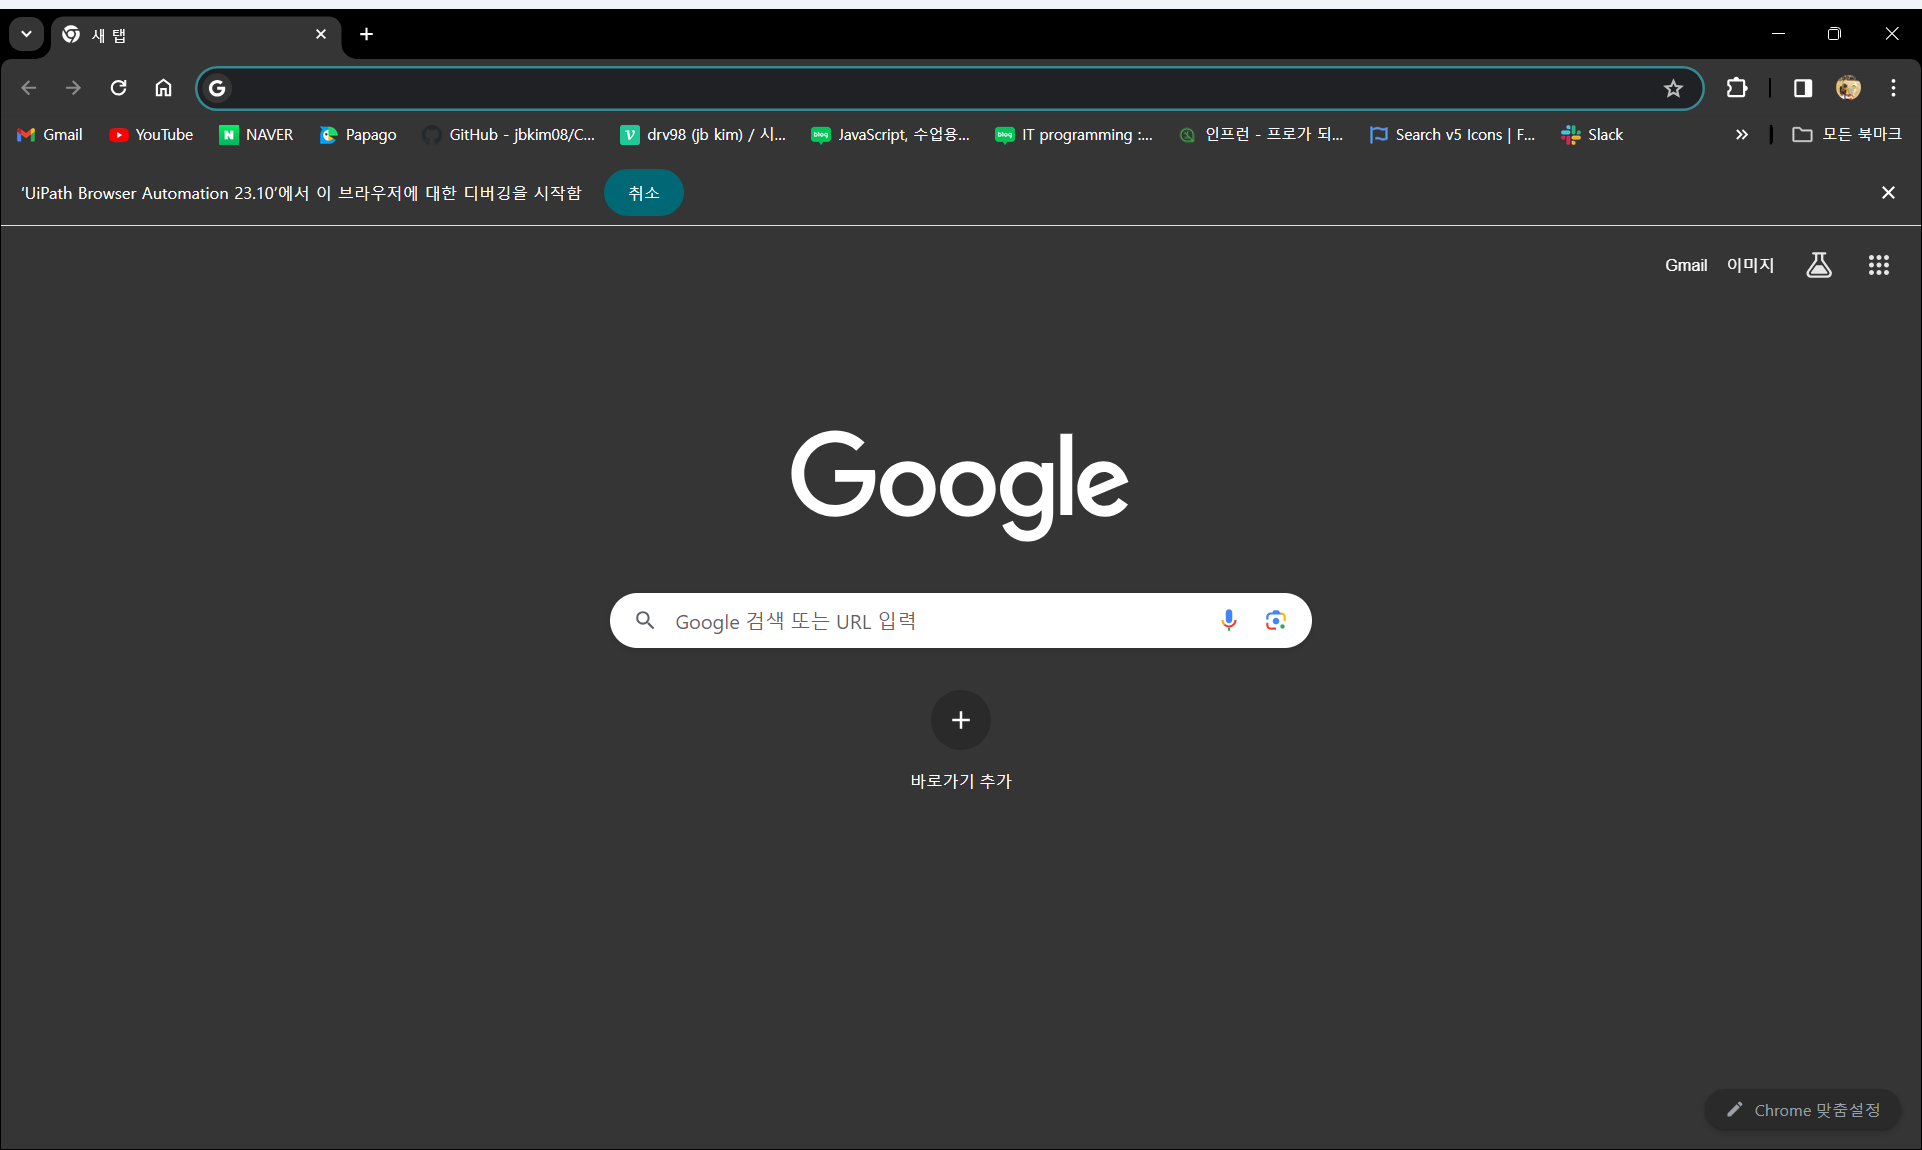 새 탭
Gmail YouTube NAVER Papago GitHub - jbkim08/C... drv98 (jb kim) / 시... JavaScript, 수업용... IT programming :... 인프런 - 프로가 되... Search v5 Icons | F... Slack 모든 북마크
'UiPath Browser Automation 23.10'에서 이 브라우저에 대한 디버깅을 시작함 취소
Gmail 이미지
Google
Google 검색 또는 URL 입력
바로가기 추가
Chrome 맞춤설정